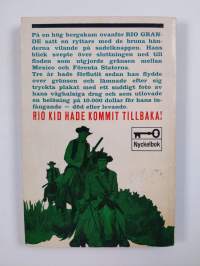 På en hög bergskam ovanför RIO GRAN-
DE satt en ryttare med de bruna hän-
derna vilande på sadelknappen. Hans
blick svepte över sluttningen ned till
floden som utgjorde gränsen mellan
Mexico och Förenta Staterna.
Tre år hade förflutit sedan han flydde
över gränsen och lämnade efter sig
tryckta plakat med ett suddigt foto av
hans väghalsiga drag och som utlovade
en belöning på 10.000 dollar för hans in-
fångande — död eller levande.
RIO KID HADE KOMMIT TILLBAKA!
Nyckelbok